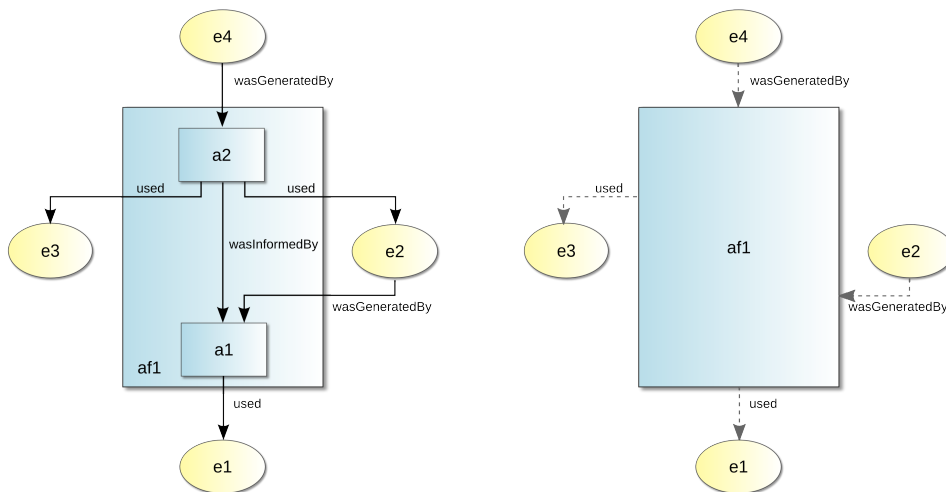 e4
wasGeneratedBy
a2
used
used
e3
wasInformedBy
e2
wasGeneratedBy
a1
af1
used
e1
e4
wasGeneratedBy
used
e3
af1
e2
wasGeneratedBy
used
e1